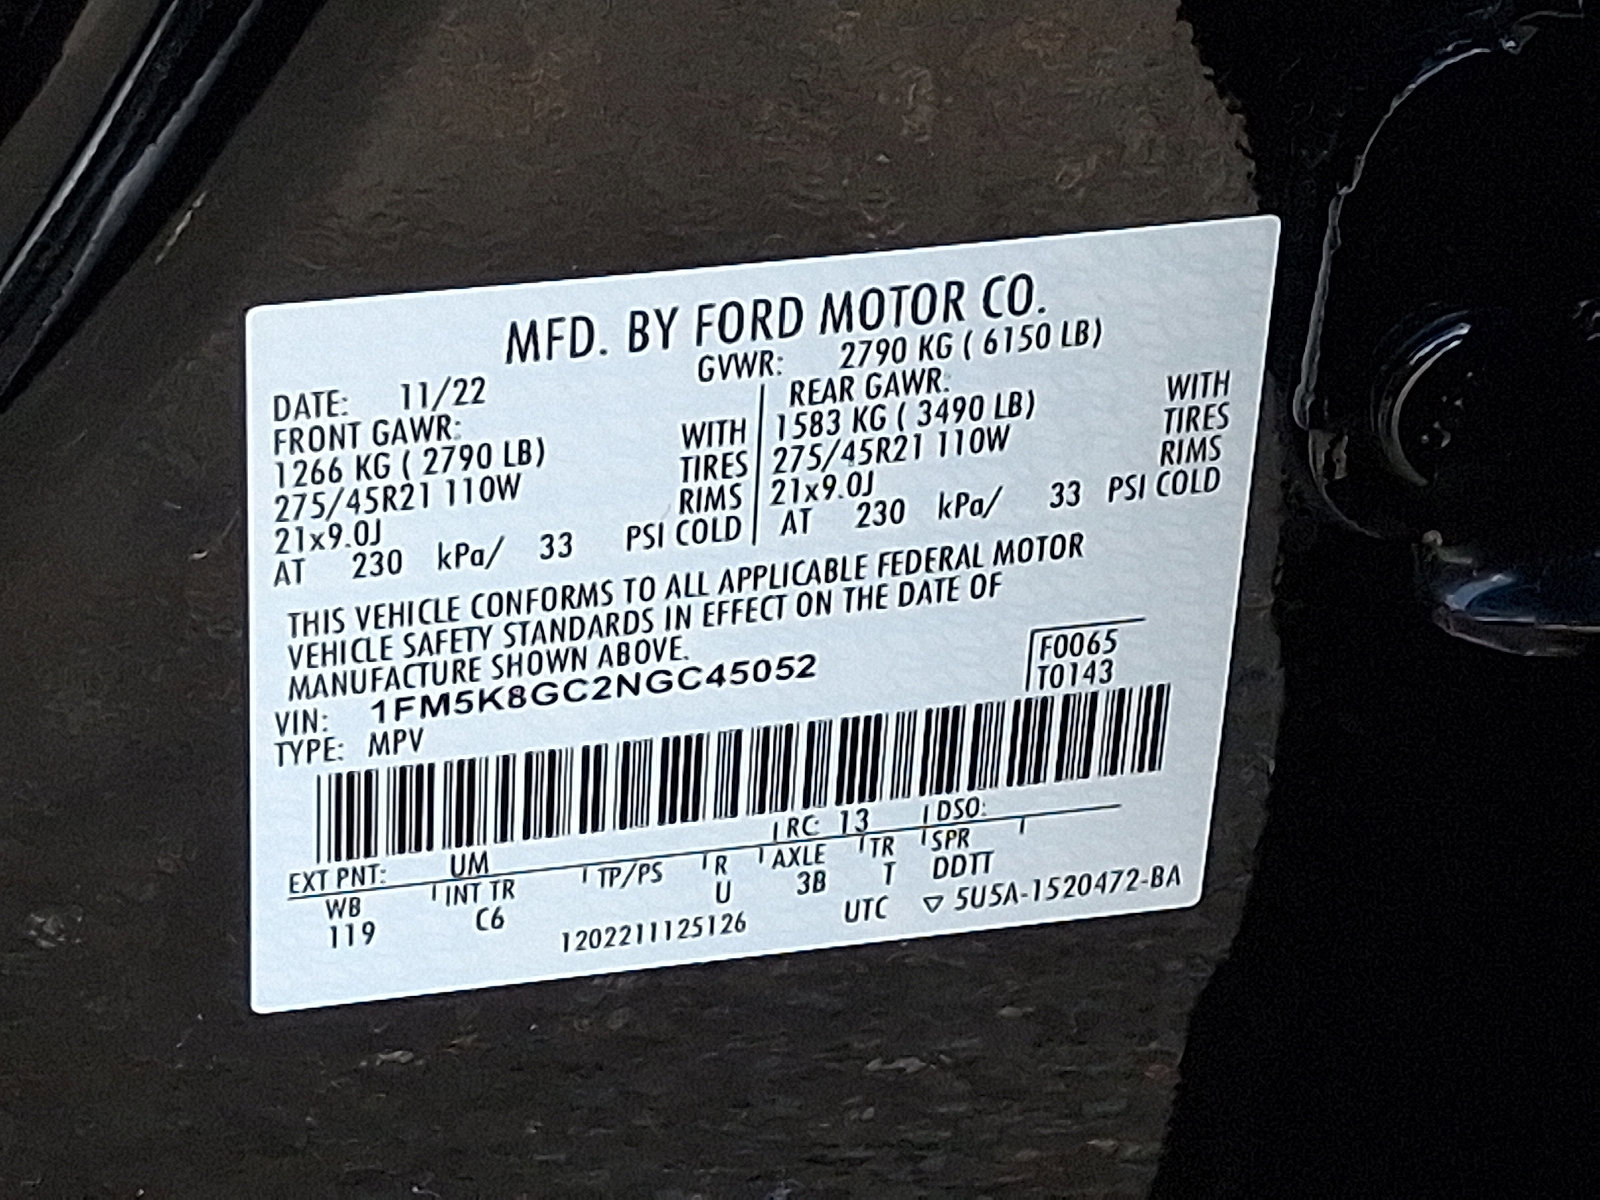 MFD. BY FORD MOTOR CO.
DATE: 11/22 GVWR: 2790 KG ( 6150 LB)
FRONT GAWR:
1266 KG ( 2790 LB) WITH
275/45R21 110W TIRES
21x9.0J RIMS
AT 230 kPa/ 33 PSI COLD
REAR GAWR:
1583 KG ( 3490 LB) WITH
275/45R21 110W TIRES
21x9.0J RIMS
AT 230 kPa/ 33 PSI COLD
THIS VEHICLE CONFORMS TO ALL APPLICABLE FEDERAL MOTOR
VEHICLE SAFETY STANDARDS IN EFFECT ON THE DATE OF
MANUFACTURE SHOWN ABOVE.
VIN: 1FM5K8GC2NGC45052
TYPE: MPV
F0065
T0143
EXT PNT: UM RC: 13 DSO:
WB INT TR TP/PS R AXLE TR SPR
119 C6 U 3B T DDTT
1202211125126 UTC ▽ 5U5A-1520472-BA